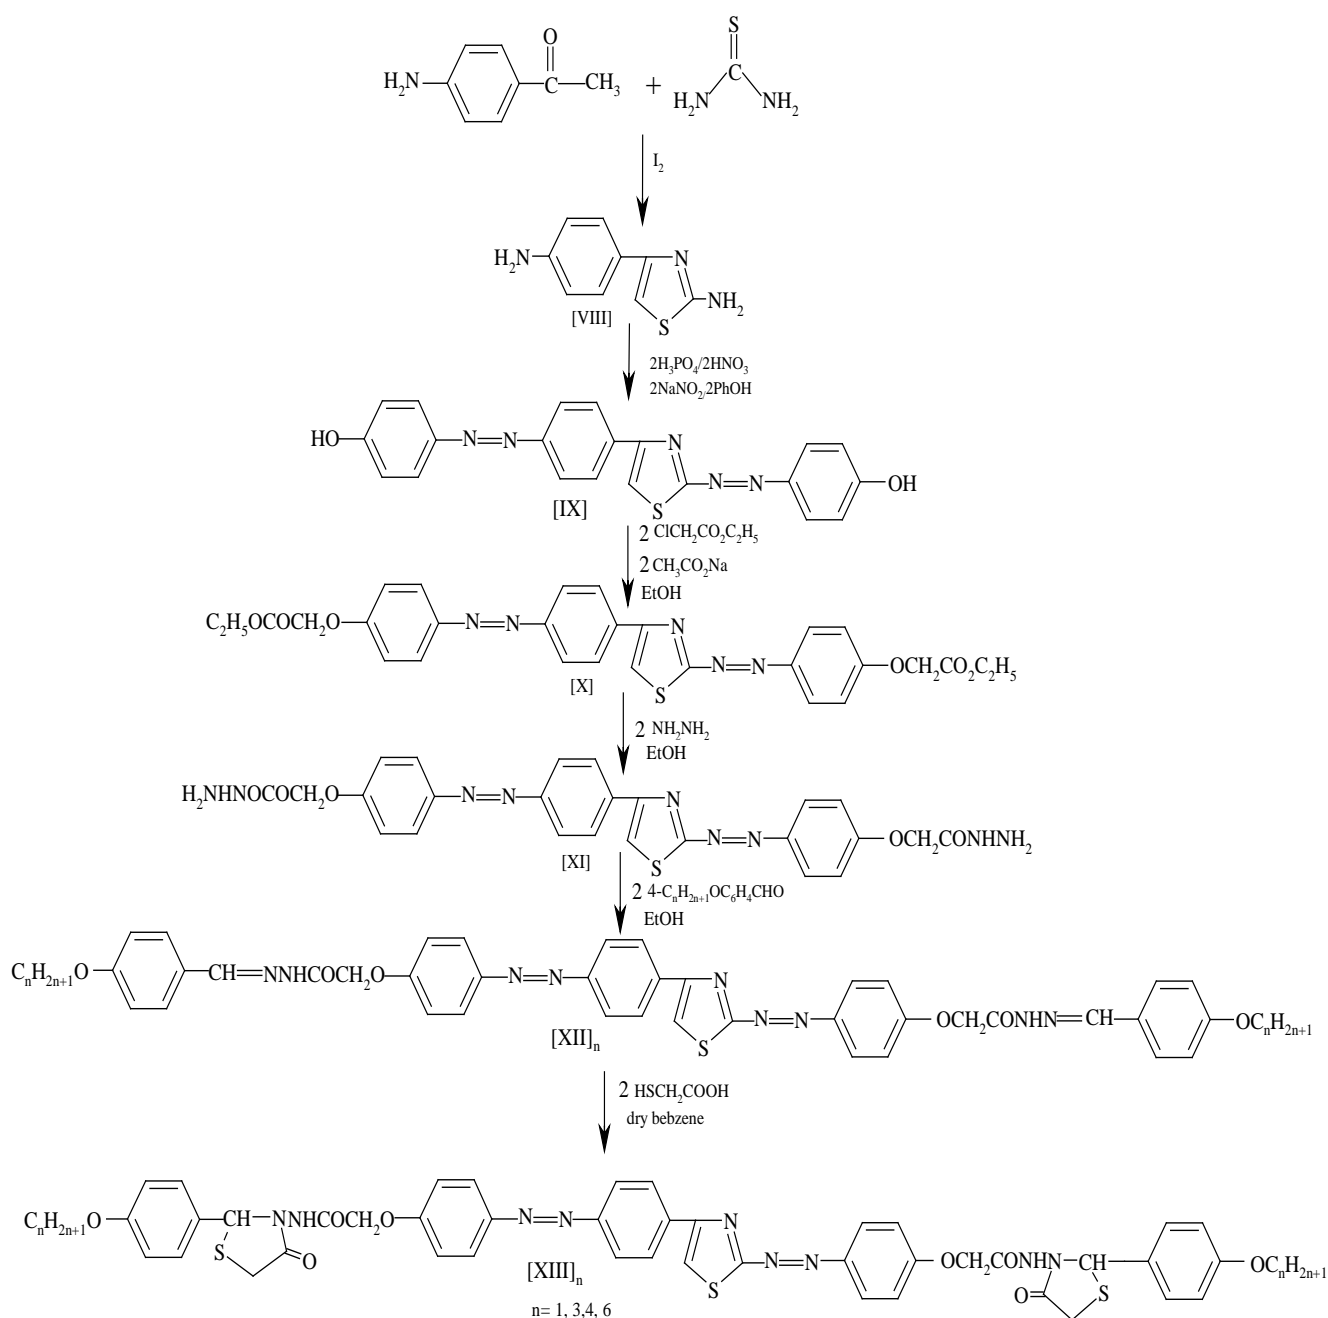 H₂N C O CH₃ + S C H₂N NH₂
I₂
H₂N N S NH₂
[VIII]
2H₃PO₄/2HNO₃
2NaNO₂/2PhOH
HO N=N N S N=N OH
[IX]
2 ClCH₂CO₂C₂H₅
2 CH₃CO₂Na
EtOH
C₂H₅OCOCH₂O N=N N S N=N OCH₂CO₂C₂H₅
[X]
2 NH₂NH₂
EtOH
H₂NHNOCOCH₂O N=N N S N=N OCH₂CONHNH₂
[XI]
2 4-CₙH₂ₙ₊₁OC₆H₄CHO
EtOH
CₙH₂ₙ₊₁O CH=NNHCOCH₂O N=N N S N=N OCH₂CONHN=CH OCₙH₂ₙ₊₁
[XII]ₙ
2 HSCH₂COOH
dry bebzene
CₙH₂ₙ₊₁O CH-NNHCOCH₂O S O N=N N S N=N OCH₂CONHN-CH O S OCₙH₂ₙ₊₁
[XIII]ₙ
n= 1, 3,4, 6